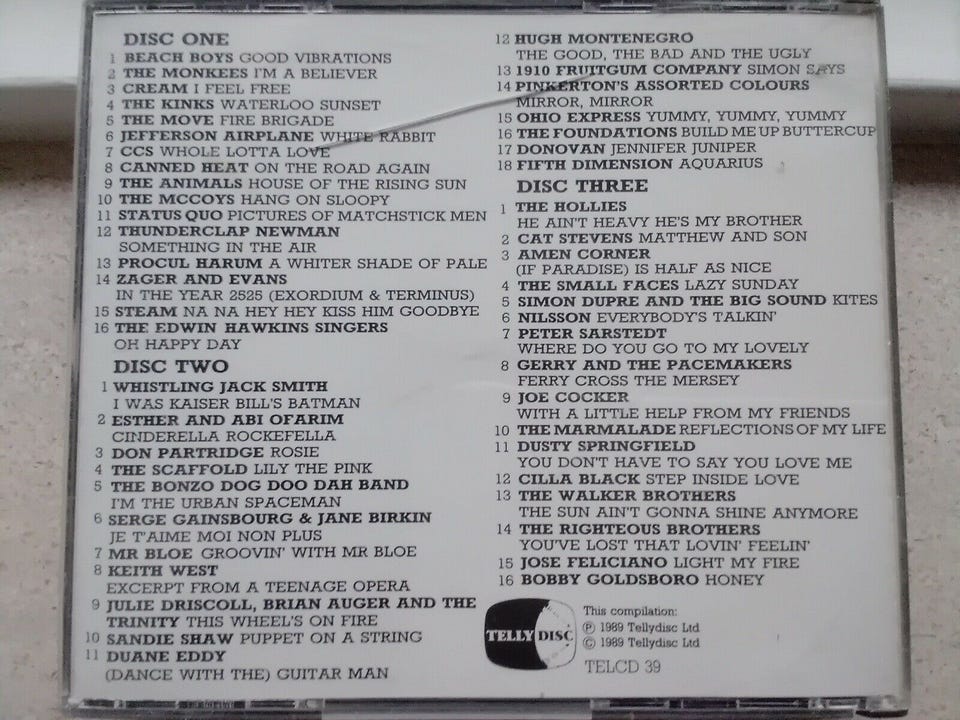 DISC ONE
1 BEACH BOYS GOOD VIBRATIONS
2 THE MONKEES I'M A BELIEVER
3 CREAM I FEEL FREE
4 THE KINKS WATERLOO SUNSET
5 THE MOVE FIRE BRIGADE
6 JEFFERSON AIRPLANE WHITE RABBIT
7 CCS WHOLE LOTTA LOVE
8 CANNED HEAT ON THE ROAD AGAIN
9 THE ANIMALS HOUSE OF THE RISING SUN
10 THE MCCOYS HANG ON SLOOPY
11 STATUS QUO PICTURES OF MATCHSTICK MEN
12 THUNDERCLAP NEWMAN
SOMETHING IN THE AIR
13 PROCUL HARUM A WHITER SHADE OF PALE
14 ZAGER AND EVANS
IN THE YEAR 2525 (EXORDIUM & TERMINUS)
15 STEAM NA NA HEY HEY KISS HIM GOODBYE
16 THE EDWIN HAWKINS SINGERS
OH HAPPY DAY
DISC TWO
1 WHISTLING JACK SMITH
I WAS KAISER BILL'S BATMAN
2 ESTHER AND ABI OFARIM
CINDERELLA ROCKEFELLA
3 DON PARTRIDGE ROSIE
4 THE SCAFFOLD LILY THE PINK
5 THE BONZO DOG DOO DAH BAND
I'M THE URBAN SPACEMAN
6 SERGE GAINSBOURG & JANE BIRKIN
JE T'AIME MOI NON PLUS
7 MR BLOE GROOVIN' WITH MR BLOE
8 KEITH WEST
EXCERPT FROM A TEENAGE OPERA
9 JULIE DRISCOLL, BRIAN AUGER AND THE
TRINITY THIS WHEEL'S ON FIRE
10 SANDIE SHAW PUPPET ON A STRING
11 DUANE EDDY
(DANCE WITH THE) GUITAR MAN
12 HUGH MONTENEGRO
THE GOOD, THE BAD AND THE UGLY
13 1910 FRUITGUM COMPANY SIMON SAYS
14 PINKERTON'S ASSORTED COLOURS
MIRROR, MIRROR
15 OHIO EXPRESS YUMMY, YUMMY, YUMMY
16 THE FOUNDATIONS BUILD ME UP BUTTERCUP
17 DONOVAN JENNIFER JUNIPER
18 FIFTH DIMENSION AQUARIUS
DISC THREE
1 THE HOLLIES
HE AIN'T HEAVY HE'S MY BROTHER
2 CAT STEVENS MATTHEW AND SON
3 AMEN CORNER
(IF PARADISE) IS HALF AS NICE
4 THE SMALL FACES LAZY SUNDAY
5 SIMON DUPRE AND THE BIG SOUND KITES
6 NILSSON EVERYBODY'S TALKIN'
7 PETER SARSTEDT
WHERE DO YOU GO TO MY LOVELY
8 GERRY AND THE PACEMAKERS
FERRY CROSS THE MERSEY
9 JOE COCKER
WITH A LITTLE HELP FROM MY FRIENDS
10 THE MARMALADE REFLECTIONS OF MY LIFE
11 DUSTY SPRINGFIELD
YOU DON'T HAVE TO SAY YOU LOVE ME
12 CILLA BLACK STEP INSIDE LOVE
13 THE WALKER BROTHERS
THE SUN AIN'T GONNA SHINE ANYMORE
14 THE RIGHTEOUS BROTHERS
YOU'VE LOST THAT LOVIN' FEELIN'
15 JOSE FELICIANO LIGHT MY FIRE
16 BOBBY GOLDSBORO HONEY
TELLY DISC
This compilation:
℗ 1989 Tellydisc Ltd
© 1989 Tellydisc Ltd
TELCD 39